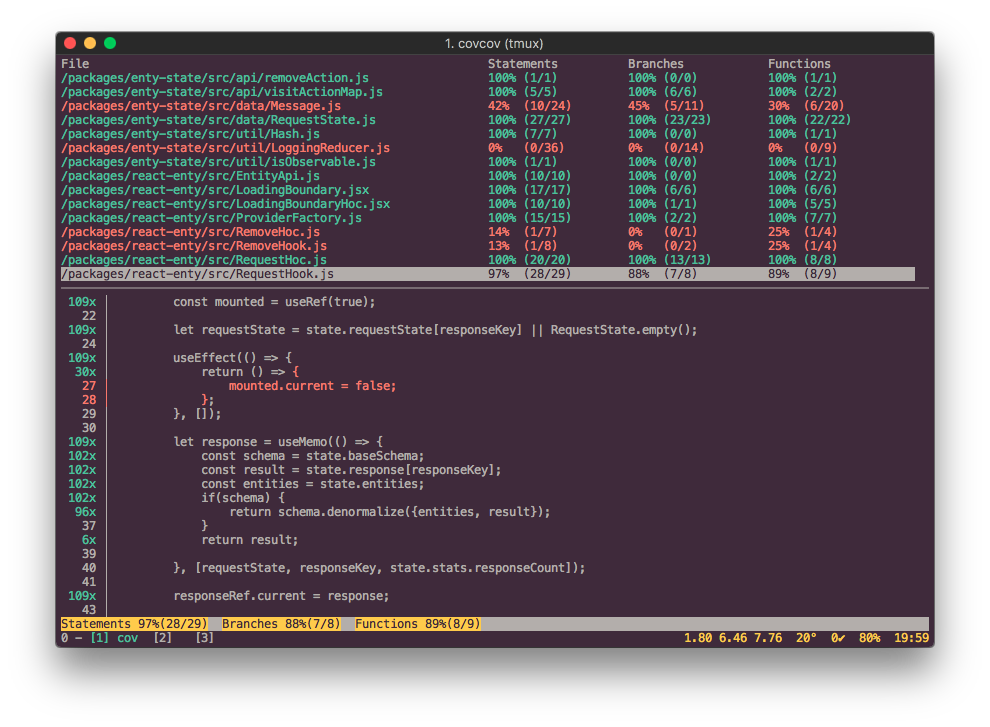 1. covcov (tmux)
File Statements Branches Functions
/packages/enty-state/src/api/removeAction.js 100% (1/1) 100% (0/0) 100% (1/1)
/packages/enty-state/src/api/visitActionMap.js 100% (5/5) 100% (6/6) 100% (2/2)
/packages/enty-state/src/data/Message.js 42% (10/24) 45% (5/11) 30% (6/20)
/packages/enty-state/src/data/RequestState.js 100% (27/27) 100% (23/23) 100% (22/22)
/packages/enty-state/src/util/Hash.js 100% (7/7) 100% (0/0) 100% (1/1)
/packages/enty-state/src/util/LoggingReducer.js 0% (0/36) 0% (0/14) 0% (0/9)
/packages/enty-state/src/util/isObservable.js 100% (1/1) 100% (0/0) 100% (1/1)
/packages/react-enty/src/EntityApi.js 100% (10/10) 100% (0/0) 100% (2/2)
/packages/react-enty/src/LoadingBoundary.jsx 100% (17/17) 100% (6/6) 100% (6/6)
/packages/react-enty/src/LoadingBoundaryHoc.jsx 100% (10/10) 100% (1/1) 100% (5/5)
/packages/react-enty/src/ProviderFactory.js 100% (15/15) 100% (2/2) 100% (7/7)
/packages/react-enty/src/RemoveHoc.js 14% (1/7) 0% (0/1) 25% (1/4)
/packages/react-enty/src/RemoveHook.js 13% (1/8) 0% (0/2) 25% (1/4)
/packages/react-enty/src/RequestHoc.js 100% (20/20) 100% (13/13) 100% (8/8)
/packages/react-enty/src/RequestHook.js 97% (28/29) 88% (7/8) 89% (8/9)
109x const mounted = useRef(true);
22
109x let requestState = state.requestState[responseKey] || RequestState.empty();
24
109x useEffect(() => {
30x return () => {
27 mounted.current = false;
28 };
29 }, []);
30
109x let response = useMemo(() => {
102x const schema = state.baseSchema;
102x const result = state.response[responseKey];
102x const entities = state.entities;
102x if(schema) {
96x return schema.denormalize({entities, result});
37 }
6x return result;
39
40 }, [requestState, responseKey, state.stats.responseCount]);
41
109x responseRef.current = response;
43
Statements 97%(28/29) Branches 88%(7/8) Functions 89%(8/9)
0 – [1] cov [2] [3] 1.80 6.46 7.76 20° 0✔ 80% 19:59